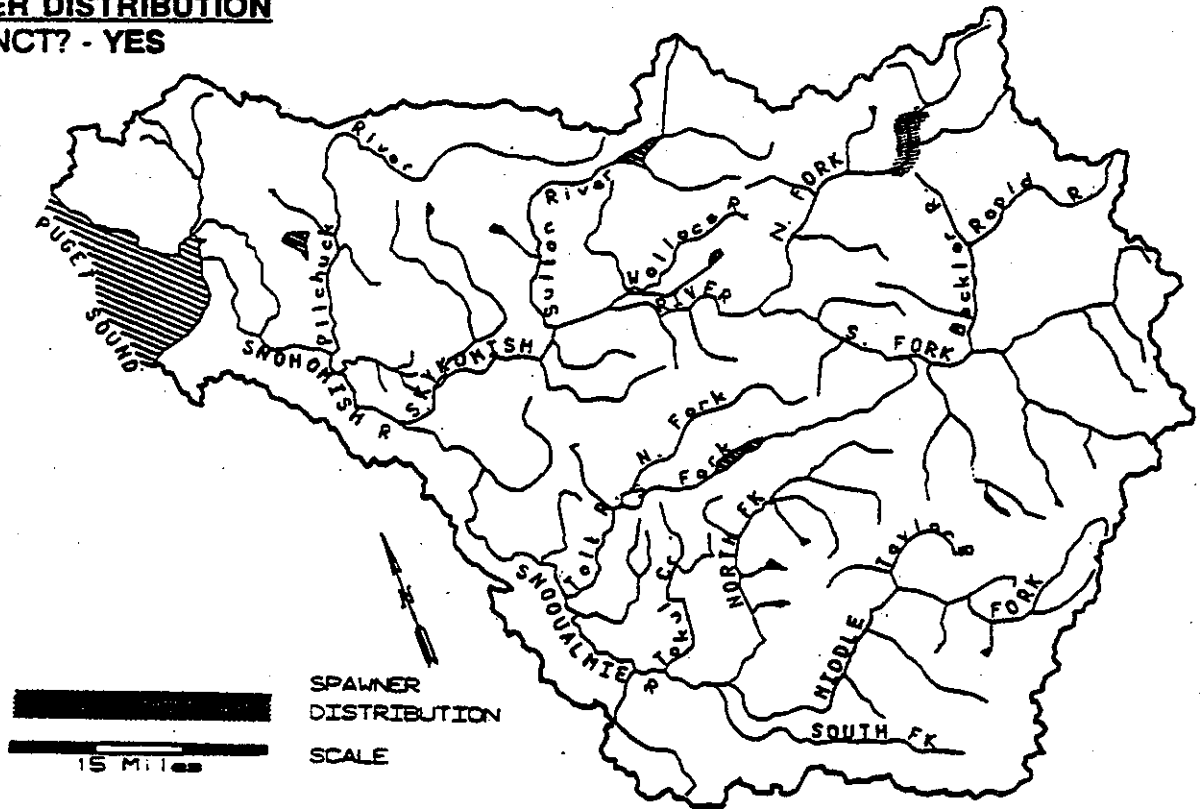 ER DISTRIBUTION
NCT? - YES
PUGET SOUND
River
Pilchuck
SNOHOMISH R
SKYKOMISH
RIVER
Sultan River
Wallace R
N. FORK
S. FORK
Beckler R.
Rapid R.
N. Fork
Fork
Tolt R.
SNOQUALMIE R
Tokul Cr
NORTH FK
Taylor R
MIDDLE FORK
SOUTH FK
SPAWNER
DISTRIBUTION
SCALE
15 Miles
N